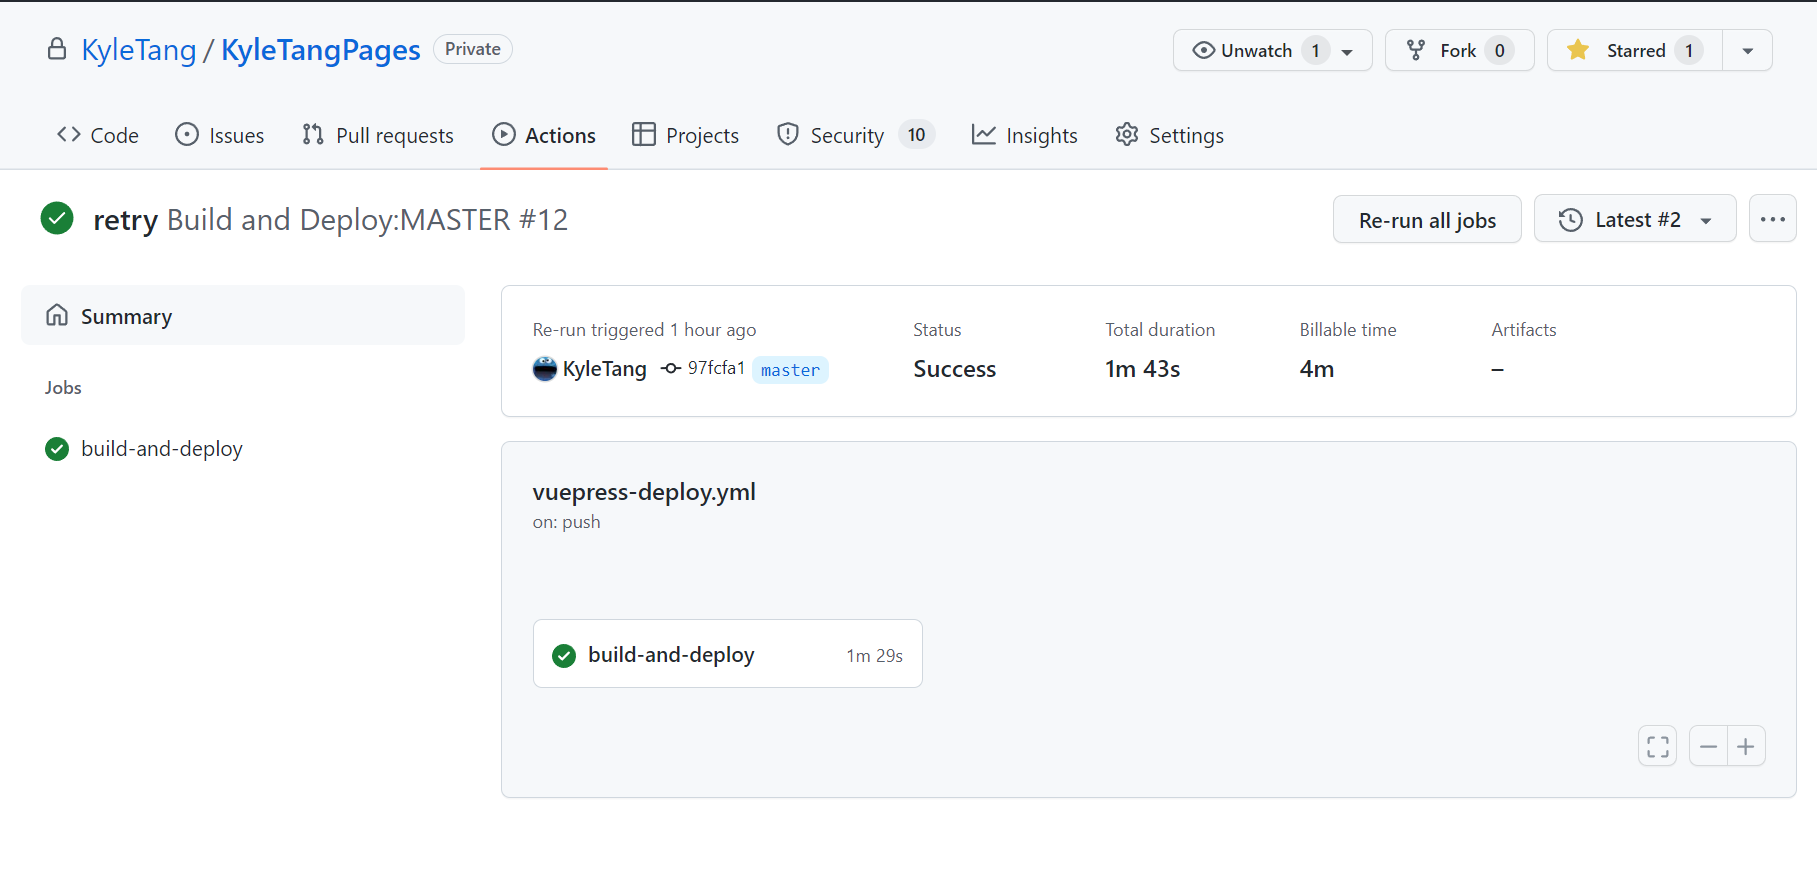 KyleTang / KyleTangPages Private
Unwatch 1
Fork 0
Starred 1
Code
Issues
Pull requests
Actions
Projects
Security 10
Insights
Settings
retry Build and Deploy:MASTER #12
Re-run all jobs
Latest #2
Summary
Jobs
build-and-deploy
Re-run triggered 1 hour ago
KyleTang 97fcfa1 master
Status
Success
Total duration
1m 43s
Billable time
4m
Artifacts
–
vuepress-deploy.yml
on: push
build-and-deploy 1m 29s